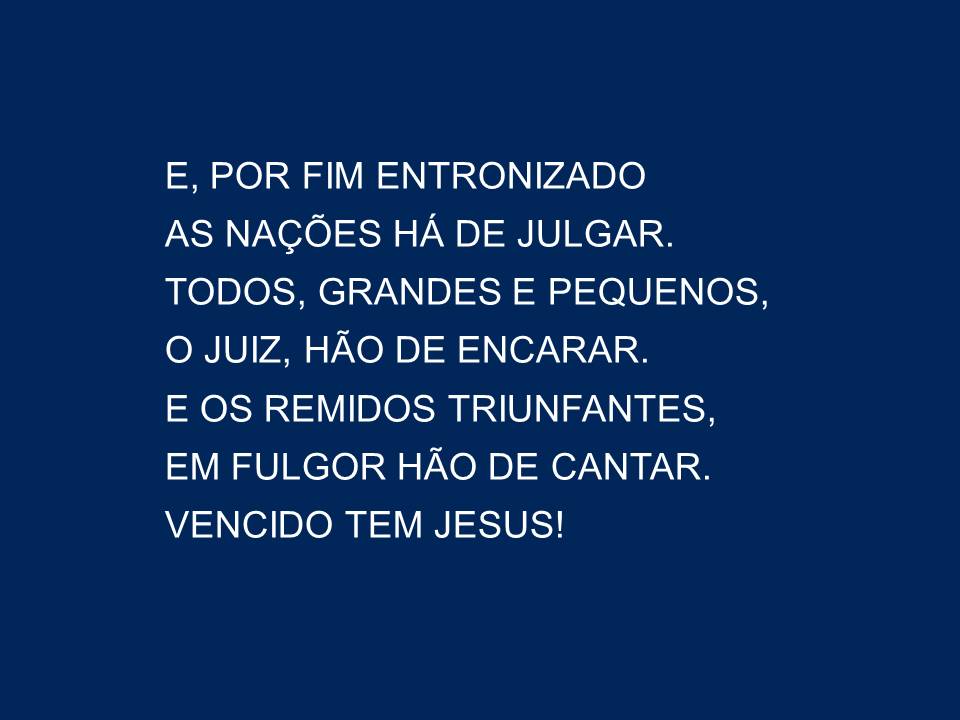 E, POR FIM ENTRONIZADO
AS NAÇÕES HÁ DE JULGAR.
TODOS, GRANDES E PEQUENOS,
O JUIZ, HÃO DE ENCARAR.
E OS REMIDOS TRIUNFANTES,
EM FULGOR HÃO DE CANTAR.
VENCIDO TEM JESUS!